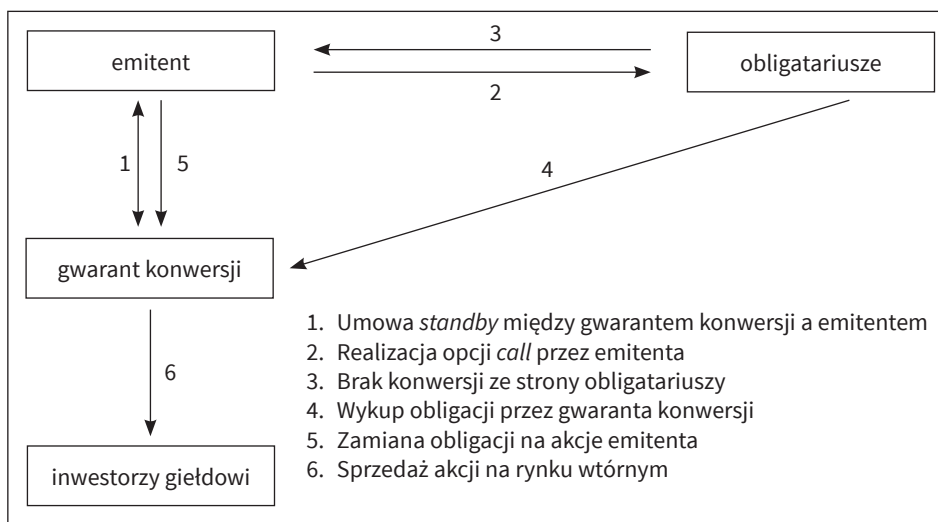 emitent
3
2
obligatariusze
1
5
4
gwarant konwersji
6
inwestorzy giełdowi
1. Umowa standby między gwarantem konwersji a emitentem
2. Realizacja opcji call przez emitenta
3. Brak konwersji ze strony obligatariuszy
4. Wykup obligacji przez gwaranta konwersji
5. Zamiana obligacji na akcje emitenta
6. Sprzedaż akcji na rynku wtórnym